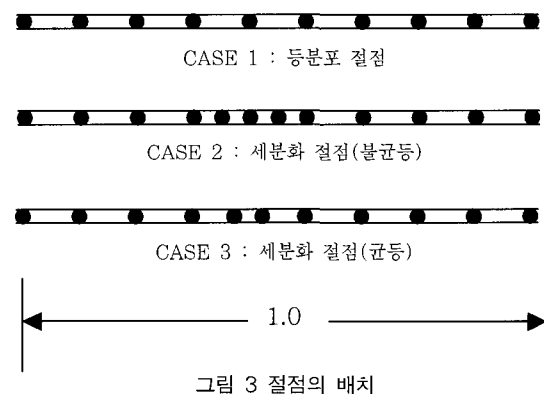 CASE 1 : 등분포 절점
CASE 2 : 세분화 절점(불균등)
CASE 3 : 세분화 절점(균등)
1.0
그림 3 절점의 배치